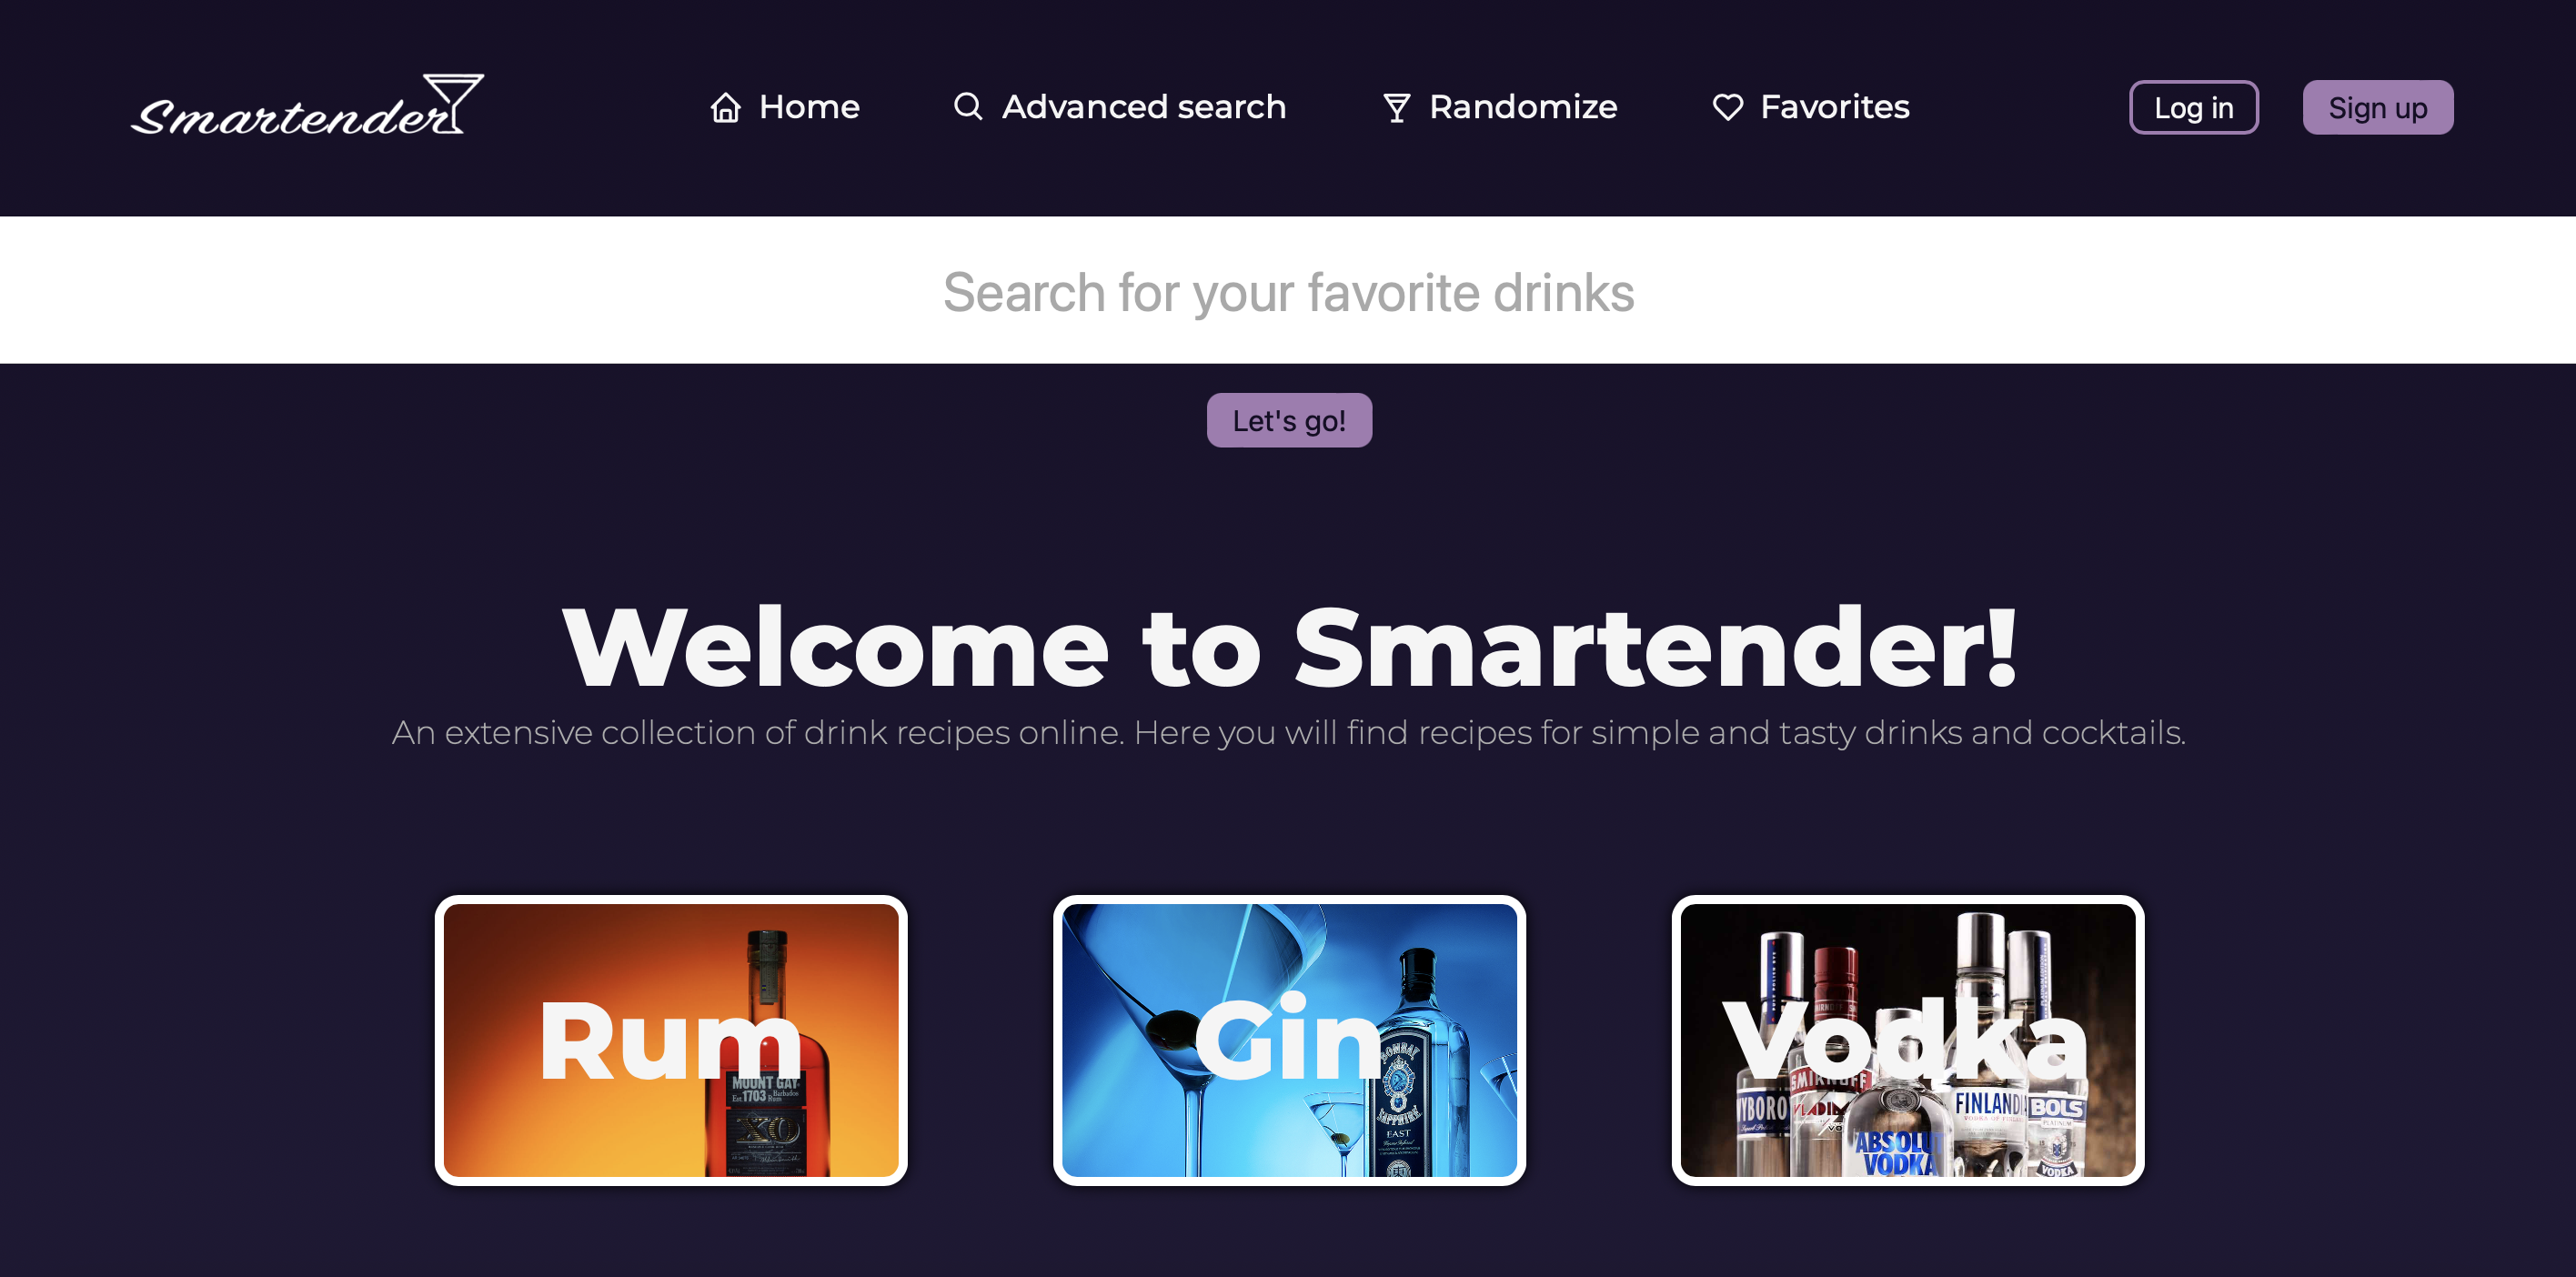 Smartender
Home
Advanced search
Randomize
Favorites
Log in
Sign up
Search for your favorite drinks
Let's go!
Welcome to Smartender!
An extensive collection of drink recipes online. Here you will find recipes for simple and tasty drinks and cocktails.
Rum
MOUNT GAY
Est. 1703 Barbados Rum
XO
Gin
BOMBAY
SAPPHIRE
EAST
Vodka
SMIRNOFF
WYBORO
VLADIM
FINLANDI
BOLS
PLATINUM
ABSOLUT
VODKA
VODKA